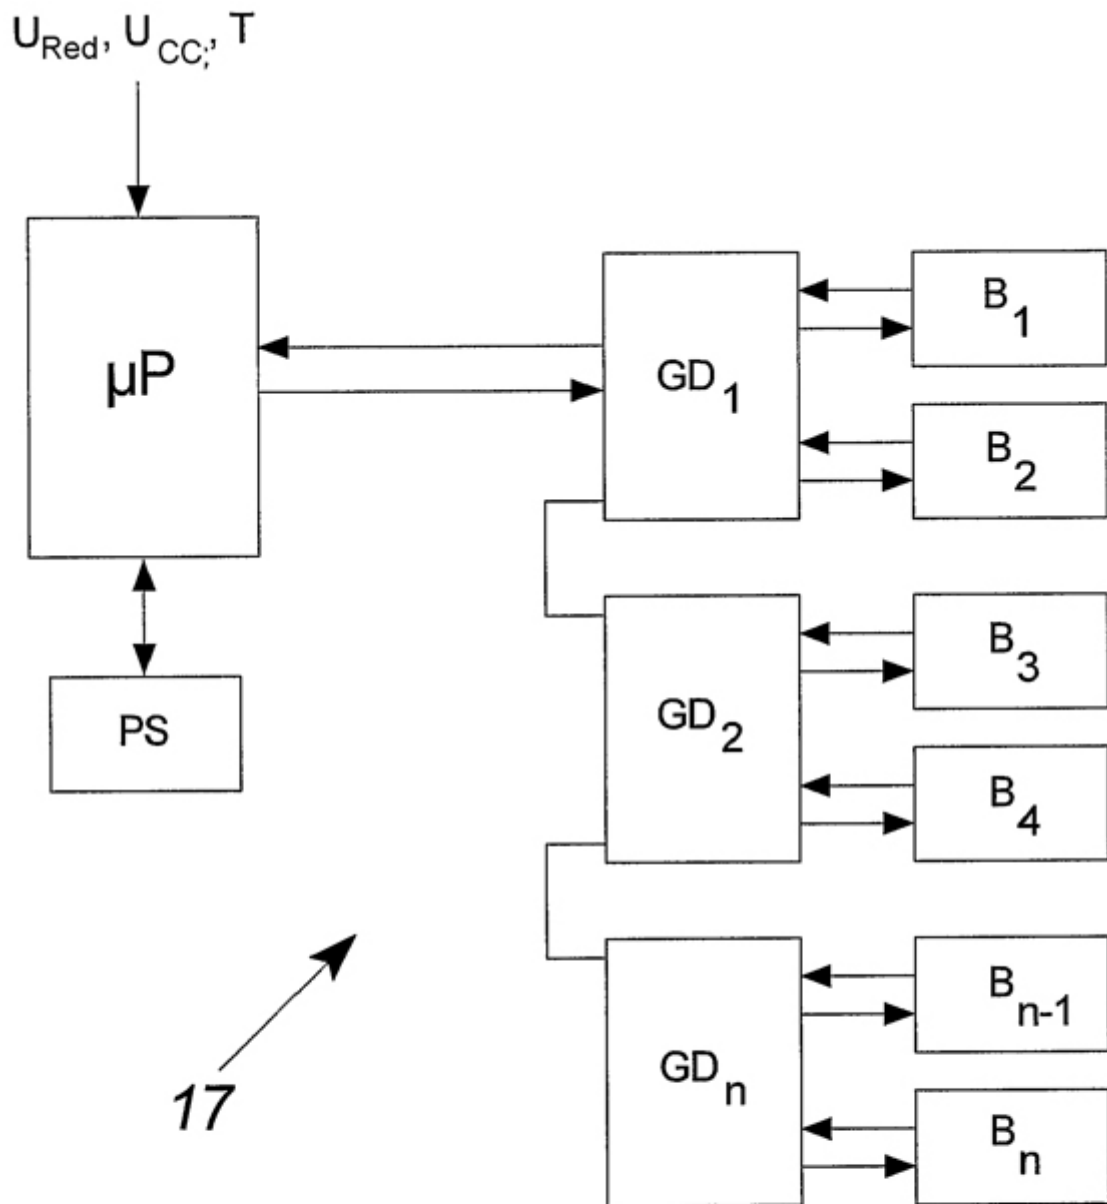 U_Red, U_CC;, T
µP
GD_1
B_1
B_2
PS
GD_2
B_3
B_4
GD_n
B_n-1
B_n
17